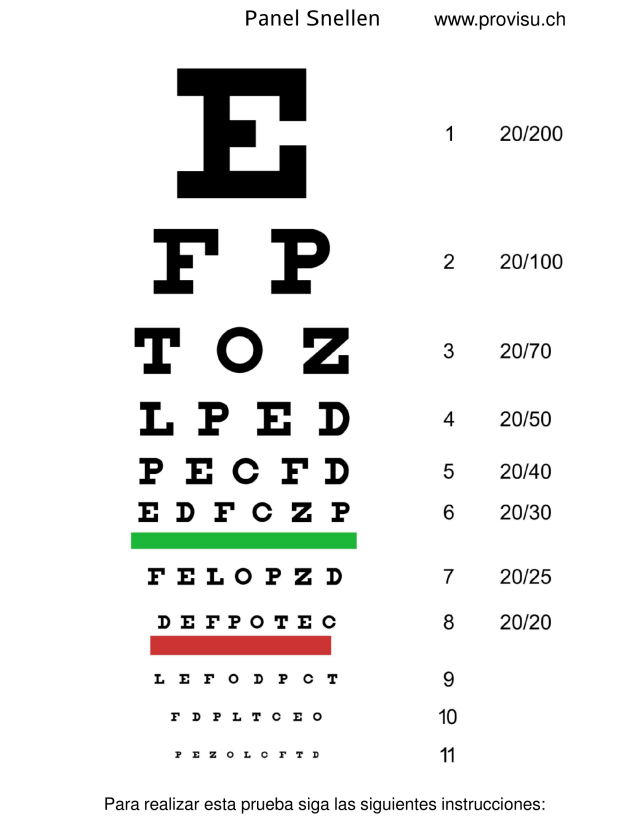 Panel Snellen www.provisu.ch
E 1 20/200
F P 2 20/100
T O Z 3 20/70
L P E D 4 20/50
P E C F D 5 20/40
E D F C Z P 6 20/30
F E L O P Z D 7 20/25
D E F P O T E C 8 20/20
L E F O D P C T 9
F D P L T C E O 10
P E Z O L C F T D 11
Para realizar esta prueba siga las siguientes instrucciones: